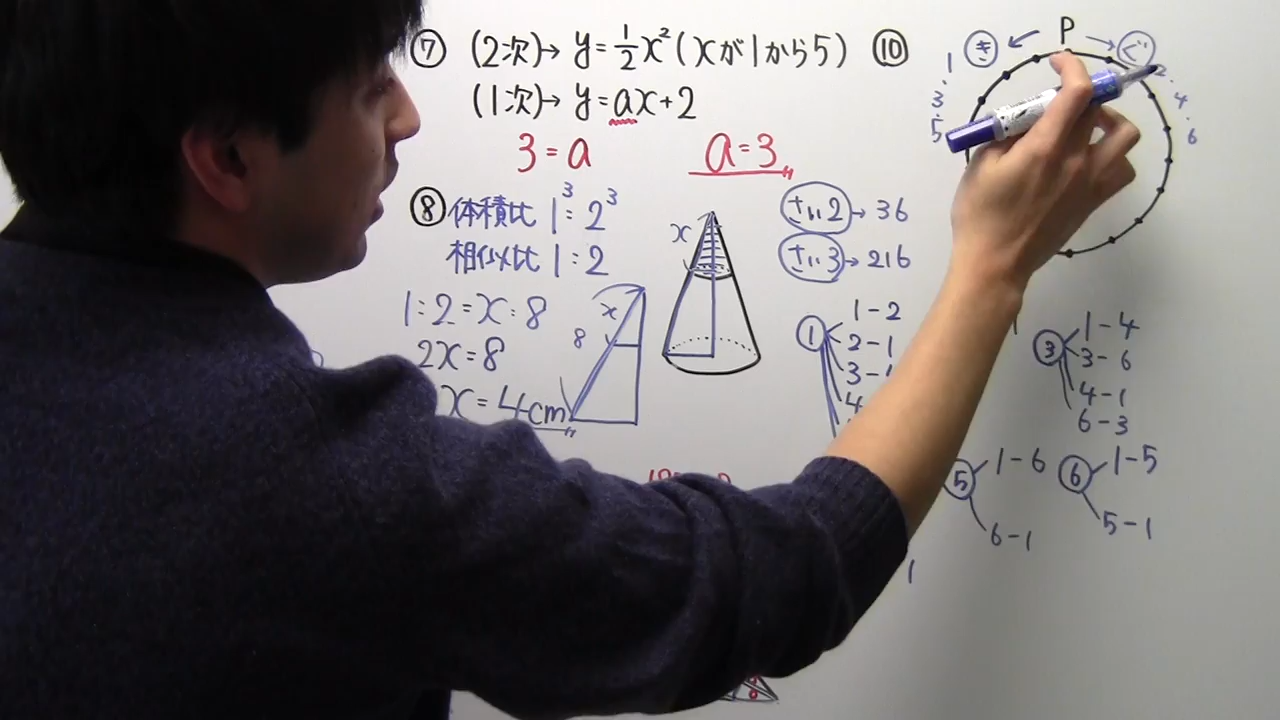 ⑦ (2次)→ y=1/2x²(xが1から5)
(1次)→ y=ax+2
3=a a=3
⑧ 体積比 1³:2³
相似比 1:2
1:2=x:8
2x=8
x=4cm
x
8
x
さい2→36
さい3→216
①
1-2
2-1
3-1
4
⑩
P
き ← → ぐ
1・3・5
2・4・6
③
1-4
3-6
4-1
6-3
⑤
1-6
6-1
⑥
1-5
5-1
1